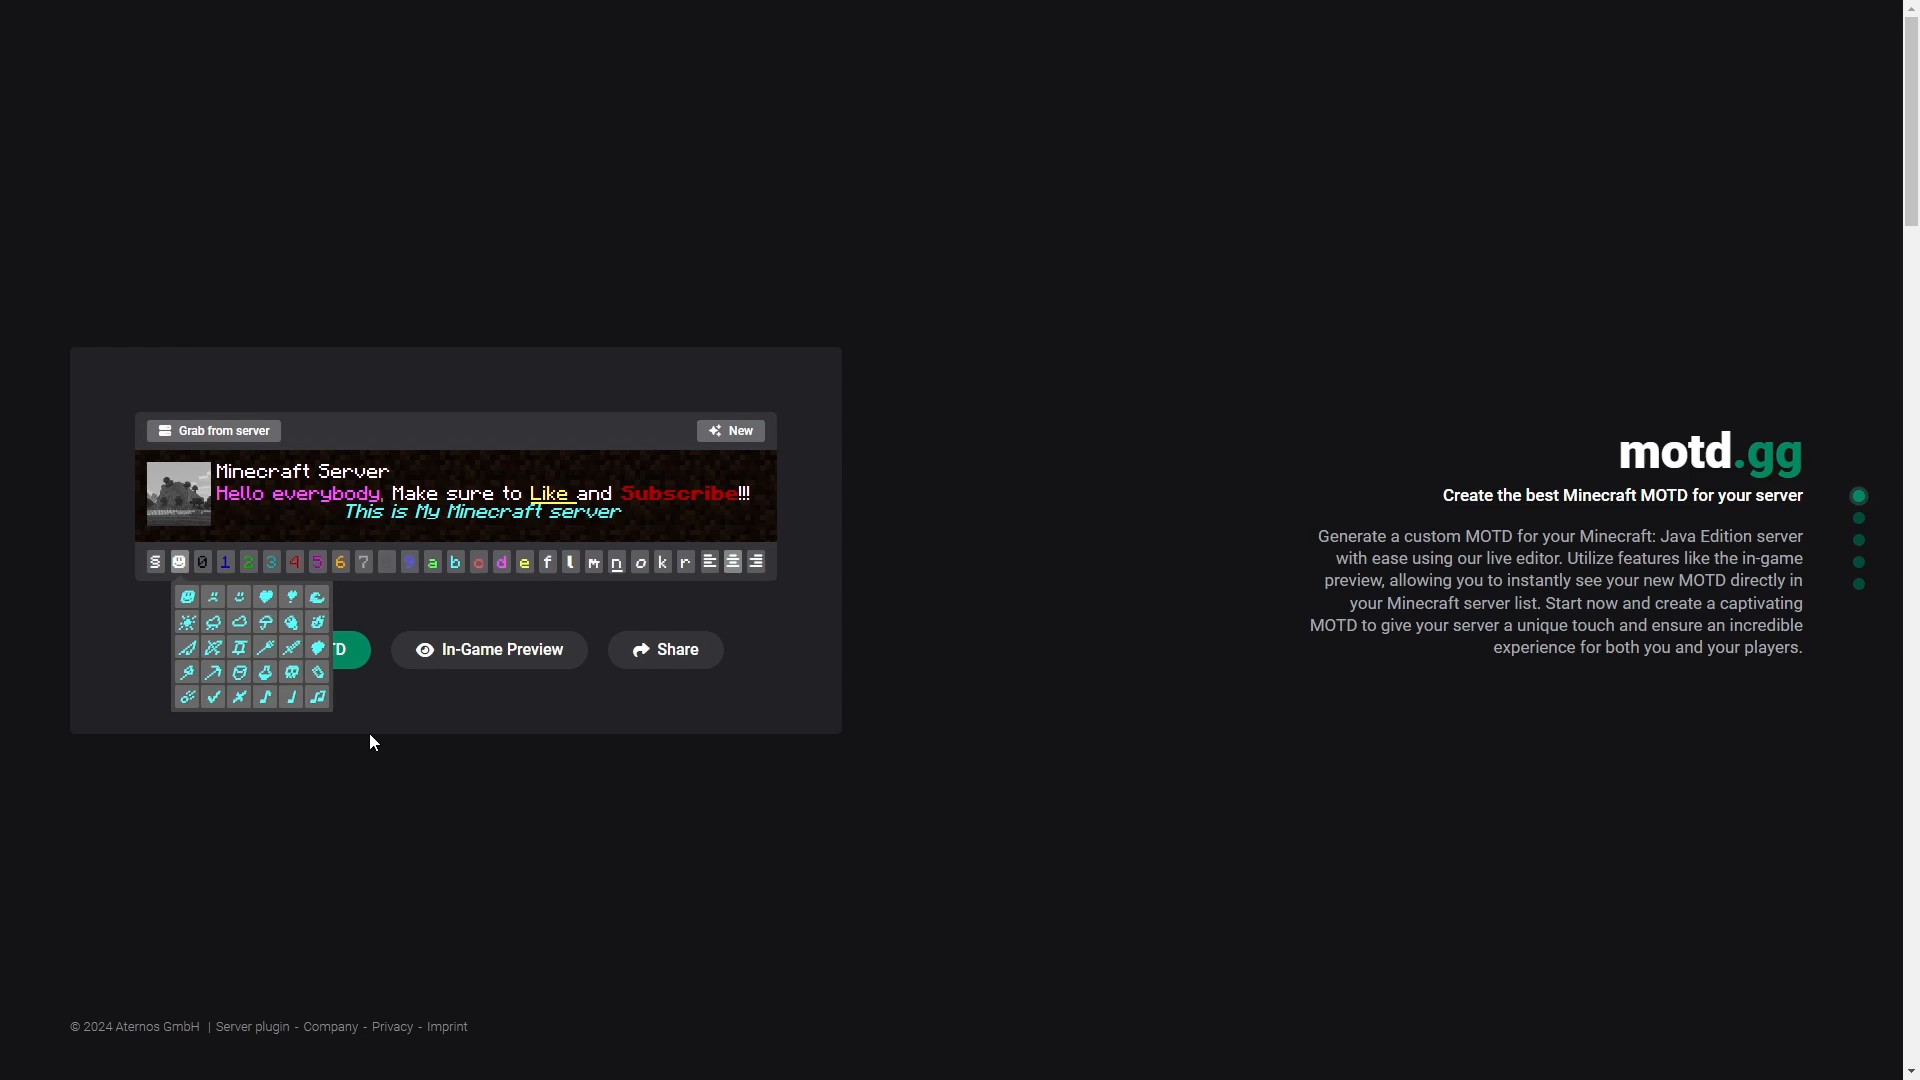 Grab from server
New
Minecraft Server
Hello everybody, Make sure to Like and Subscribe!!!
This is My Minecraft server
§ 0 1 2 3 4 5 6 7 9 a b c d e f l m n o k r
TD
In-Game Preview
Share
motd.gg
Create the best Minecraft MOTD for your server
Generate a custom MOTD for your Minecraft: Java Edition server
with ease using our live editor. Utilize features like the in-game
preview, allowing you to instantly see your new MOTD directly in
your Minecraft server list. Start now and create a captivating
MOTD to give your server a unique touch and ensure an incredible
experience for both you and your players.
© 2024 Aternos GmbH | Server plugin - Company - Privacy - Imprint